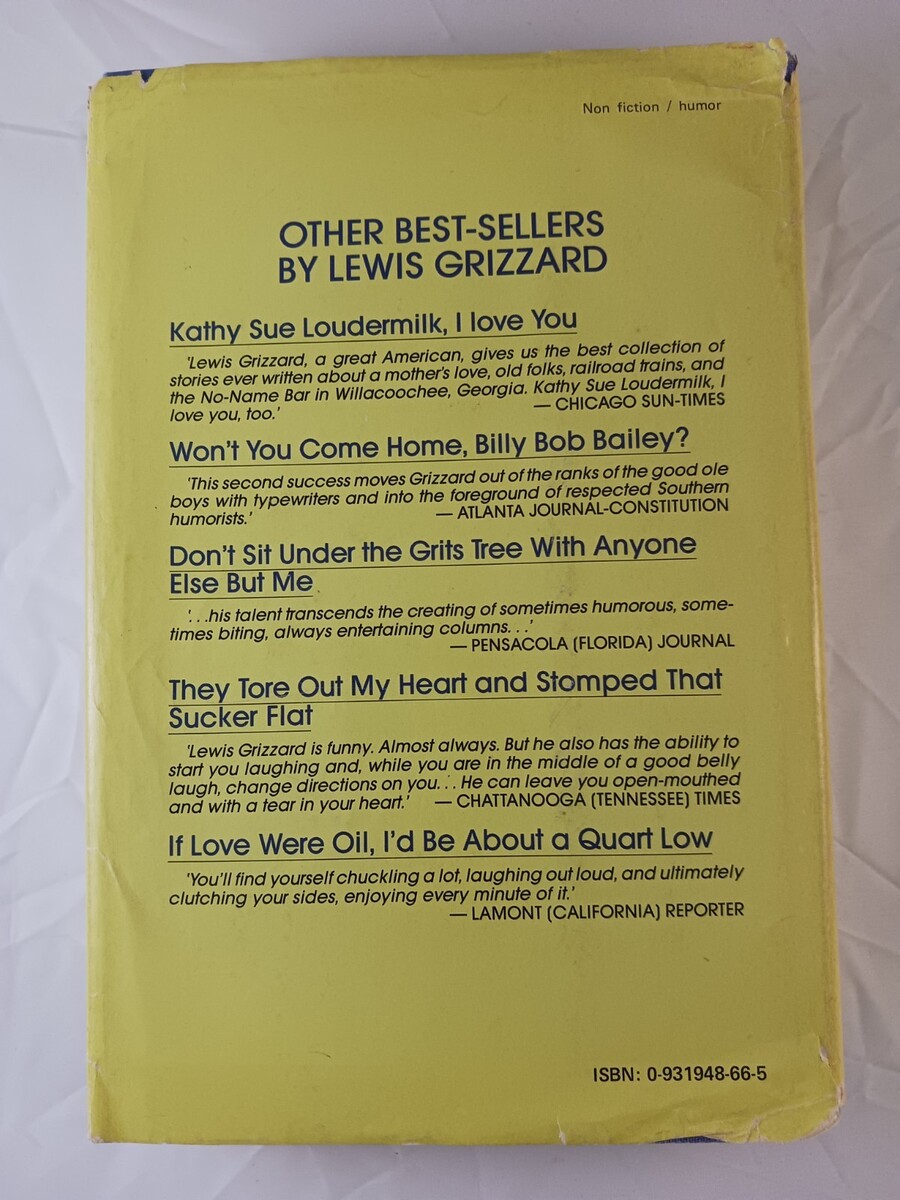 Non fiction / humor
OTHER BEST-SELLERS
BY LEWIS GRIZZARD
Kathy Sue Loudermilk, I love You
'Lewis Grizzard, a great American, gives us the best collection of
stories ever written about a mother's love, old folks, railroad trains, and
the No-Name Bar in Willacoochee, Georgia. Kathy Sue Loudermilk, I
love you, too.' — CHICAGO SUN-TIMES
Won't You Come Home, Billy Bob Bailey?
'This second success moves Grizzard out of the ranks of the good ole
boys with typewriters and into the foreground of respected Southern
humorists.' — ATLANTA JOURNAL-CONSTITUTION
Don't Sit Under the Grits Tree With Anyone
Else But Me
'. . .his talent transcends the creating of sometimes humorous, some-
times biting, always entertaining columns. . .'
— PENSACOLA (FLORIDA) JOURNAL
They Tore Out My Heart and Stomped That
Sucker Flat
'Lewis Grizzard is funny. Almost always. But he also has the ability to
start you laughing and, while you are in the middle of a good belly
laugh, change directions on you. . . He can leave you open-mouthed
and with a tear in your heart.' — CHATTANOOGA (TENNESSEE) TIMES
If Love Were Oil, I'd Be About a Quart Low
'You'll find yourself chuckling a lot, laughing out loud, and ultimately
clutching your sides, enjoying every minute of it.'
— LAMONT (CALIFORNIA) REPORTER
ISBN: 0-931948-66-5